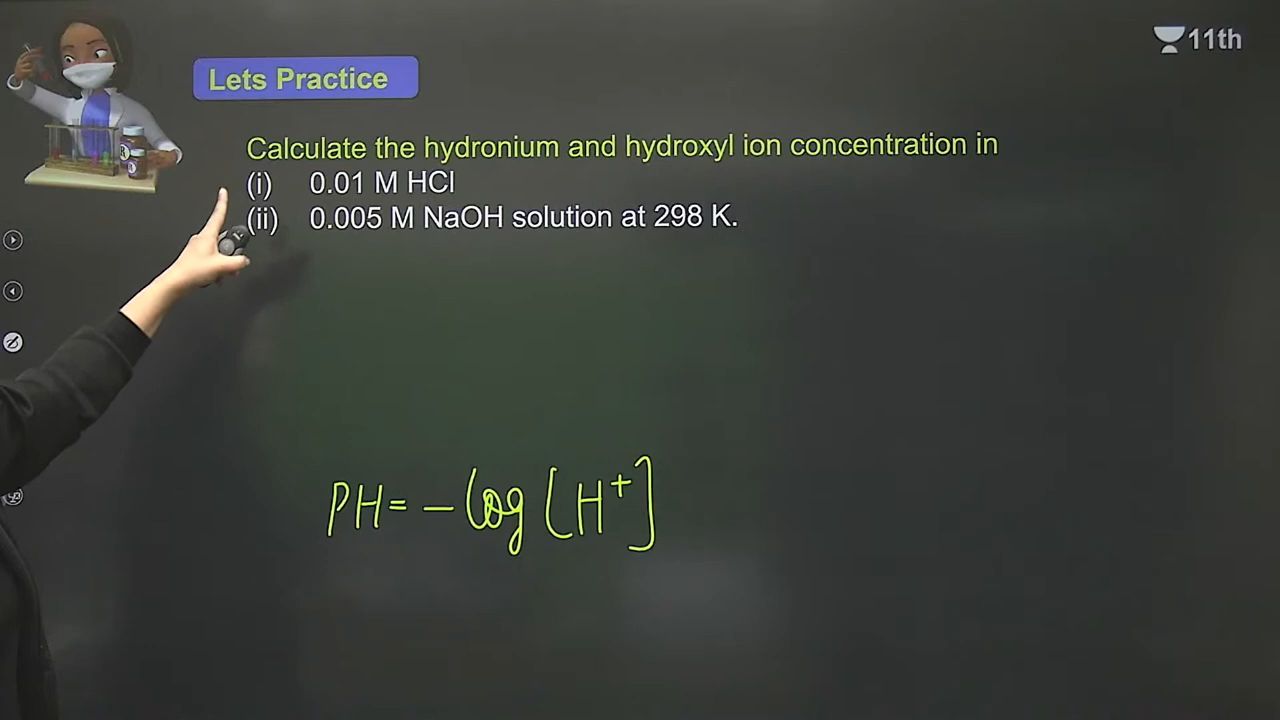 11th
Lets Practice
Calculate the hydronium and hydroxyl ion concentration in
(i) 0.01 M HCl
(ii) 0.005 M NaOH solution at 298 K.
PH = - log [H+]